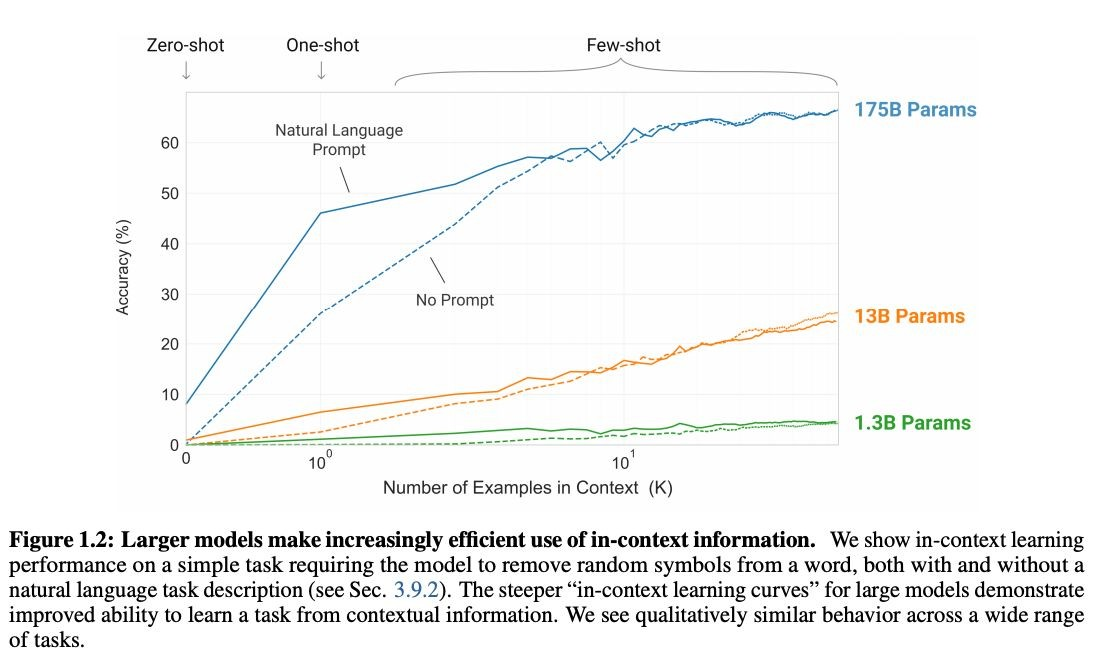 Zero-shot
One-shot
Few-shot
175B Params
Natural Language
Prompt
No Prompt
13B Params
1.3B Params
Accuracy (%)
60
50
40
30
20
10
0
0
10⁰
10¹
Number of Examples in Context (K)
Figure 1.2: Larger models make increasingly efficient use of in-context information. We show in-context learning
performance on a simple task requiring the model to remove random symbols from a word, both with and without a
natural language task description (see Sec. 3.9.2). The steeper “in-context learning curves” for large models demonstrate
improved ability to learn a task from contextual information. We see qualitatively similar behavior across a wide range
of tasks.